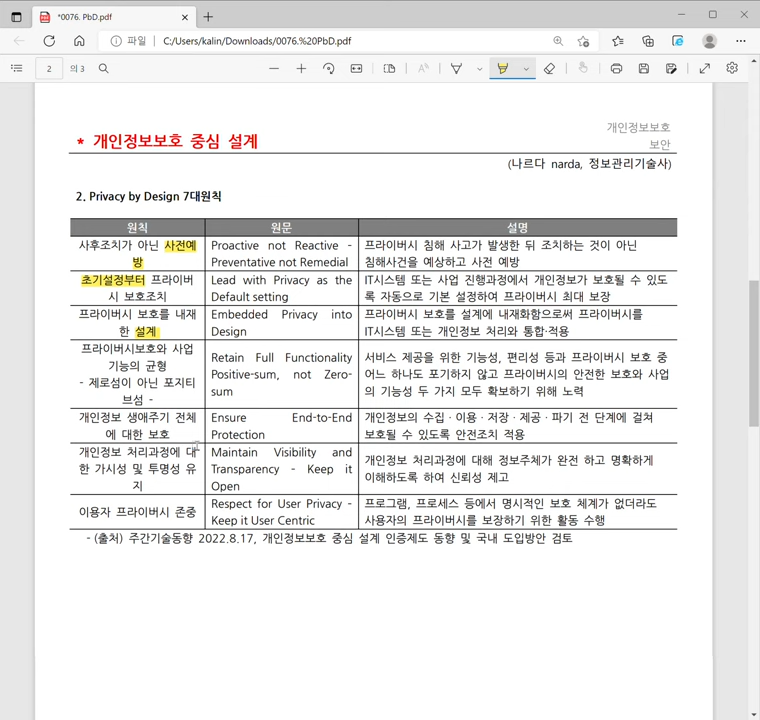 *0076. PbD.pdf
파일
C:/Users/kalin/Downloads/0076.%20PbD.pdf
2
의 3
개인정보보호
보안
* 개인정보보호 중심 설계
(나르다 narda, 정보관리기술사)
2. Privacy by Design 7대원칙
원칙
원문
설명
사후조치가 아닌 사전예
방
Proactive not Reactive -
Preventative not Remedial
프라이버시 침해 사고가 발생한 뒤 조치하는 것이 아닌
침해사건을 예상하고 사전 예방
초기설정부터 프라이버
시 보호조치
Lead with Privacy as the
Default setting
IT시스템 또는 사업 진행과정에서 개인정보가 보호될 수 있도
록 자동으로 기본 설정하여 프라이버시 최대 보장
프라이버시 보호를 내재
한 설계
Embedded Privacy into
Design
프라이버시 보호를 설계에 내재화함으로써 프라이버시를
IT시스템 또는 개인정보 처리와 통합·적용
프라이버시보호와 사업
기능의 균형
- 제로섬이 아닌 포지티
브섬 -
Retain Full Functionality
Positive-sum, not Zero-
sum
서비스 제공을 위한 기능성, 편리성 등과 프라이버시 보호 중
어느 하나도 포기하지 않고 프라이버시의 안전한 보호와 사업
의 기능성 두 가지 모두 확보하기 위해 노력
개인정보 생애주기 전체
에 대한 보호
Ensure End-to-End
Protection
개인정보의 수집·이용·저장·제공·파기 전 단계에 걸쳐
보호될 수 있도록 안전조치 적용
개인정보 처리과정에 대
한 가시성 및 투명성 유
지
Maintain Visibility and
Transparency - Keep it
Open
개인정보 처리과정에 대해 정보주체가 완전 하고 명확하게
이해하도록 하여 신뢰성 제고
이용자 프라이버시 존중
Respect for User Privacy -
Keep it User Centric
프로그램, 프로세스 등에서 명시적인 보호 체계가 없더라도
사용자의 프라이버시를 보장하기 위한 활동 수행
- (출처) 주간기술동향 2022.8.17, 개인정보보호 중심 설계 인증제도 동향 및 국내 도입방안 검토